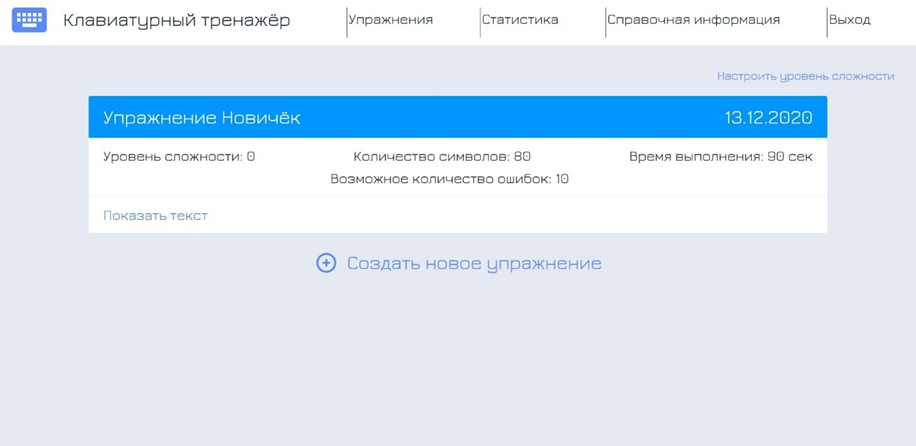 Клавиатурный тренажёр Упражнения Статистика Справочная информация Выход
Настроить уровень сложности
Упражнение Новичёк 13.12.2020
Уровень сложности: 0 Количество символов: 80 Время выполнения: 90 сек
Возможное количество ошибок: 10
Показать текст
Создать новое упражнение